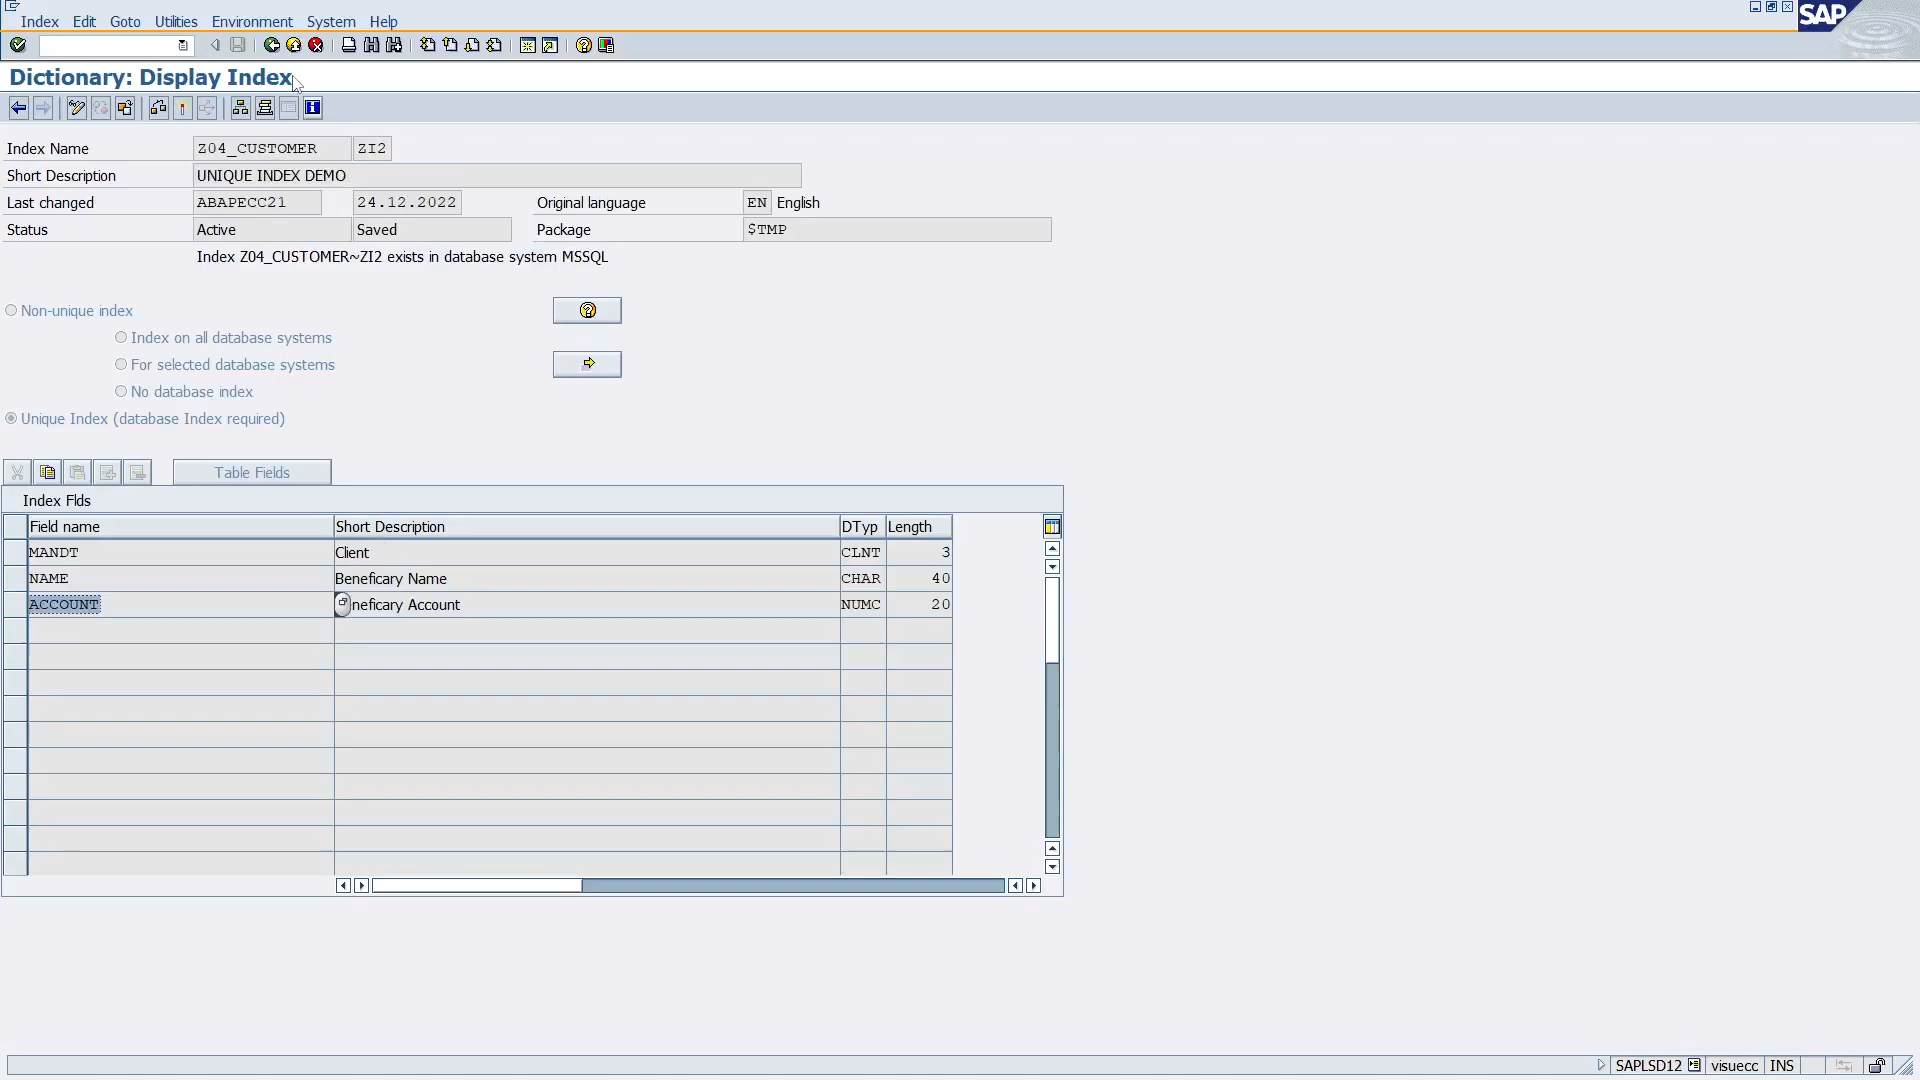 Index Edit Goto Utilities Environment System Help
SAP
Dictionary: Display Index
Index Name Z04_CUSTOMER ZI2
Short Description UNIQUE INDEX DEMO
Last changed ABAPECC21 24.12.2022 Original language EN English
Status Active Saved Package $TMP
Index Z04_CUSTOMER~ZI2 exists in database system MSSQL
Non-unique index
Index on all database systems
For selected database systems
No database index
Unique Index (database Index required)
Table Fields
Index Flds
Field name Short Description DTyp Length
MANDT Client CLNT 3
NAME Beneficary Name CHAR 40
ACCOUNT neficary Account NUMC 20
SAPLSD12 visuecc INS